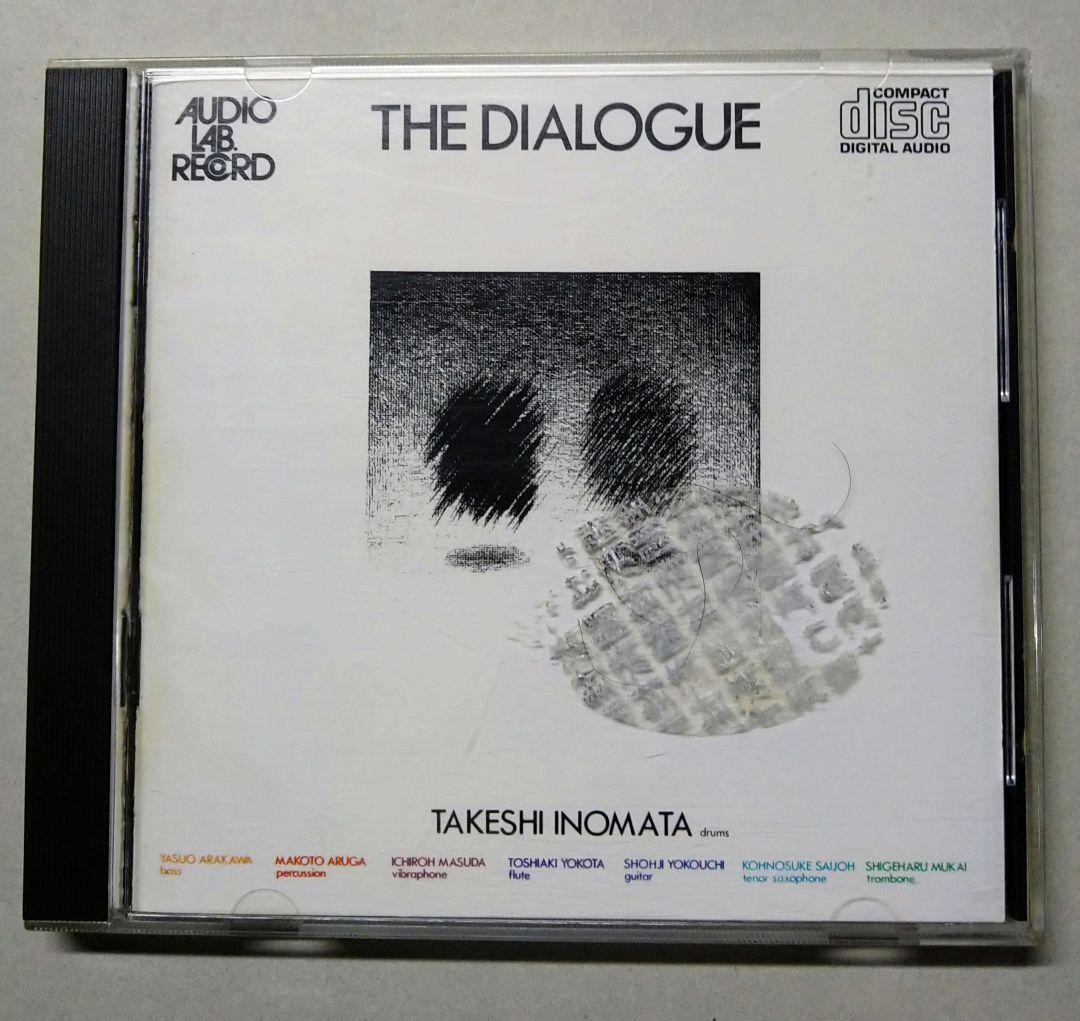 AUDIO
LAB.
RECORD
THE DIALOGUE
COMPACT
disc
DIGITAL AUDIO
TAKESHI INOMATA drums
YASUO ARAKAWA
bass
MAKOTO ARUGA
percussion
ICHIROH MASUDA
vibraphone
TOSHIAKI YOKOTA
flute
SHOHJI YOKOUCHI
guitar
KOHNOSUKE SAIJOH
tenor saxophone
SHIGEHARU MUKAI
trombone